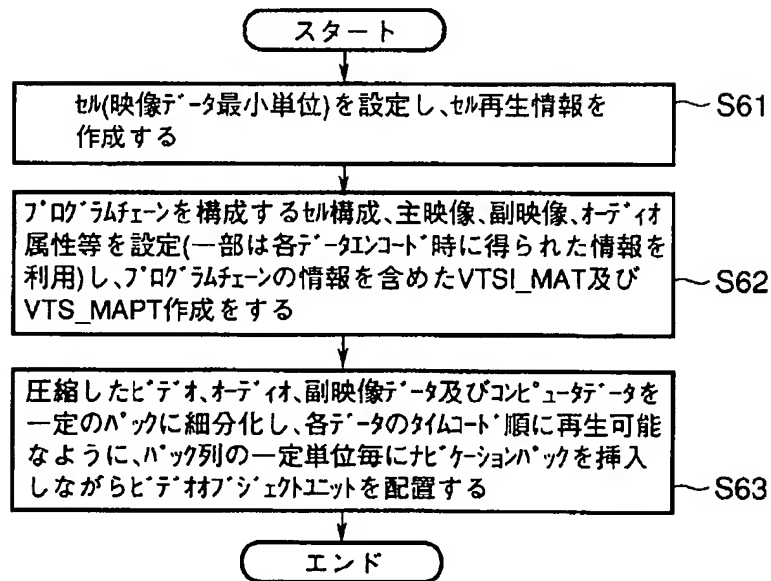 スタート
セル(映像データ最小単位)を設定し、セル再生情報を
作成する
S61
プログラムチェーンを構成するセル構成、主映像、副映像、オーディオ
属性等を設定(一部は各データエンコード時に得られた情報を
利用)し、プログラムチェーンの情報を含めたVTSI_MAT及び
VTS_MAPT作成をする
S62
圧縮したビデオ、オーディオ、副映像データ及びコンピュータデータを
一定のパックに細分化し、各データのタイムコード順に再生可能
なように、パック列の一定単位毎にナビケーションパックを挿入
しながらビデオオブジェクトユニットを配置する
S63
エンド